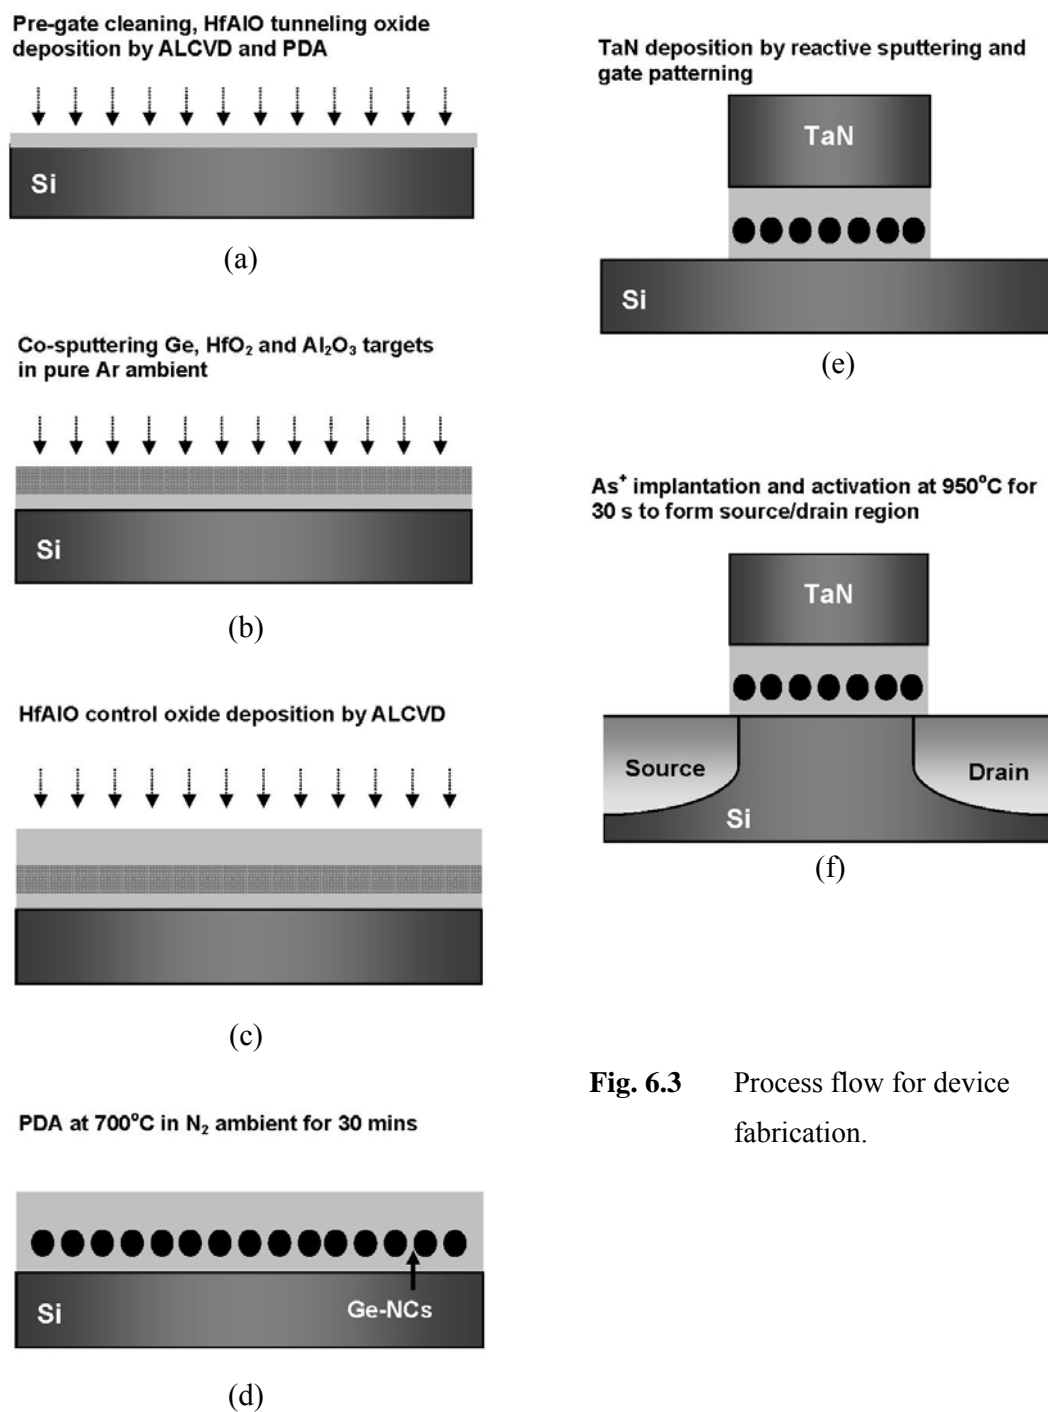 Pre-gate cleaning, HfAlO tunneling oxide
deposition by ALCVD and PDA
Si
(a)
Co-sputtering Ge, HfO₂ and Al₂O₃ targets
in pure Ar ambient
Si
(b)
HfAlO control oxide deposition by ALCVD
(c)
PDA at 700°C in N₂ ambient for 30 mins
Si
Ge-NCs
(d)
TaN deposition by reactive sputtering and
gate patterning
TaN
Si
(e)
As⁺ implantation and activation at 950°C for
30 s to form source/drain region
TaN
Source
Drain
Si
(f)
Fig. 6.3 Process flow for device
fabrication.